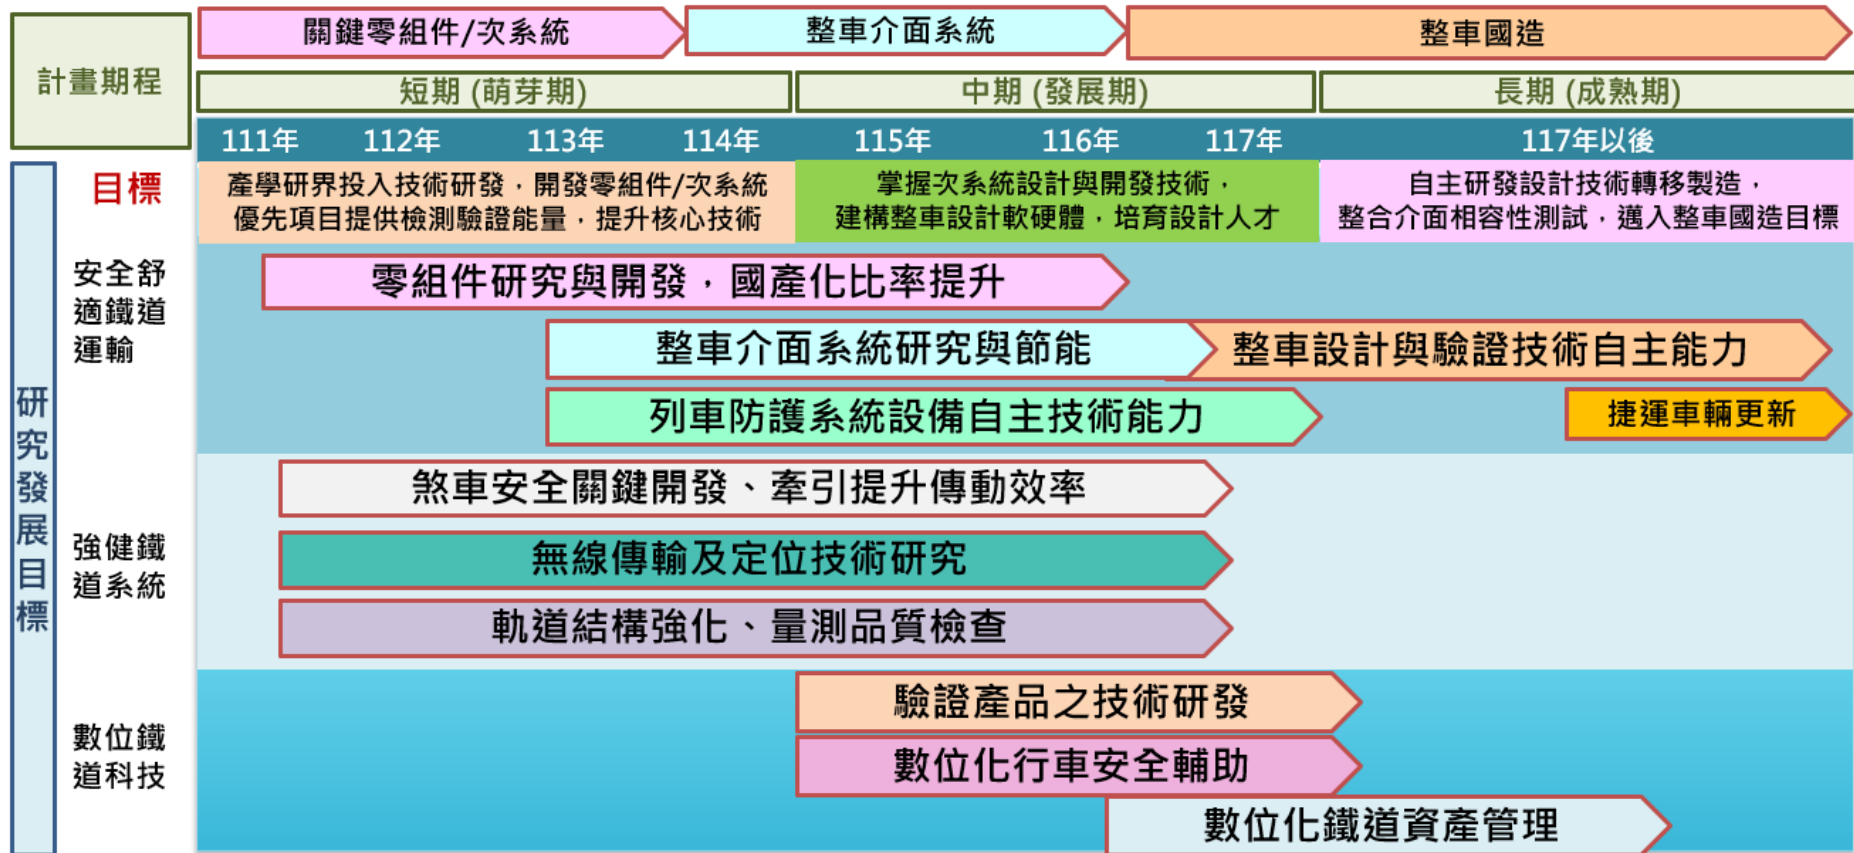 計畫期程
關鍵零組件/次系統
整車介面系統
整車國造
短期 (萌芽期)
中期 (發展期)
長期 (成熟期)
111年
112年
113年
114年
115年
116年
117年
117年以後
研究發展目標
目標
產學研界投入技術研發，開發零組件/次系統
優先項目提供檢測驗證能量，提升核心技術
掌握次系統設計與開發技術，
建構整車設計軟硬體，培育設計人才
自主研發設計技術轉移製造，
整合介面相容性測試，邁入整車國造目標
安全舒
適鐵道
運輸
零組件研究與開發，國產化比率提升
整車介面系統研究與節能
整車設計與驗證技術自主能力
列車防護系統設備自主技術能力
捷運車輛更新
強健鐵
道系統
煞車安全關鍵開發、牽引提升傳動效率
無線傳輸及定位技術研究
軌道結構強化、量測品質檢查
數位鐵
道科技
驗證產品之技術研發
數位化行車安全輔助
數位化鐵道資產管理